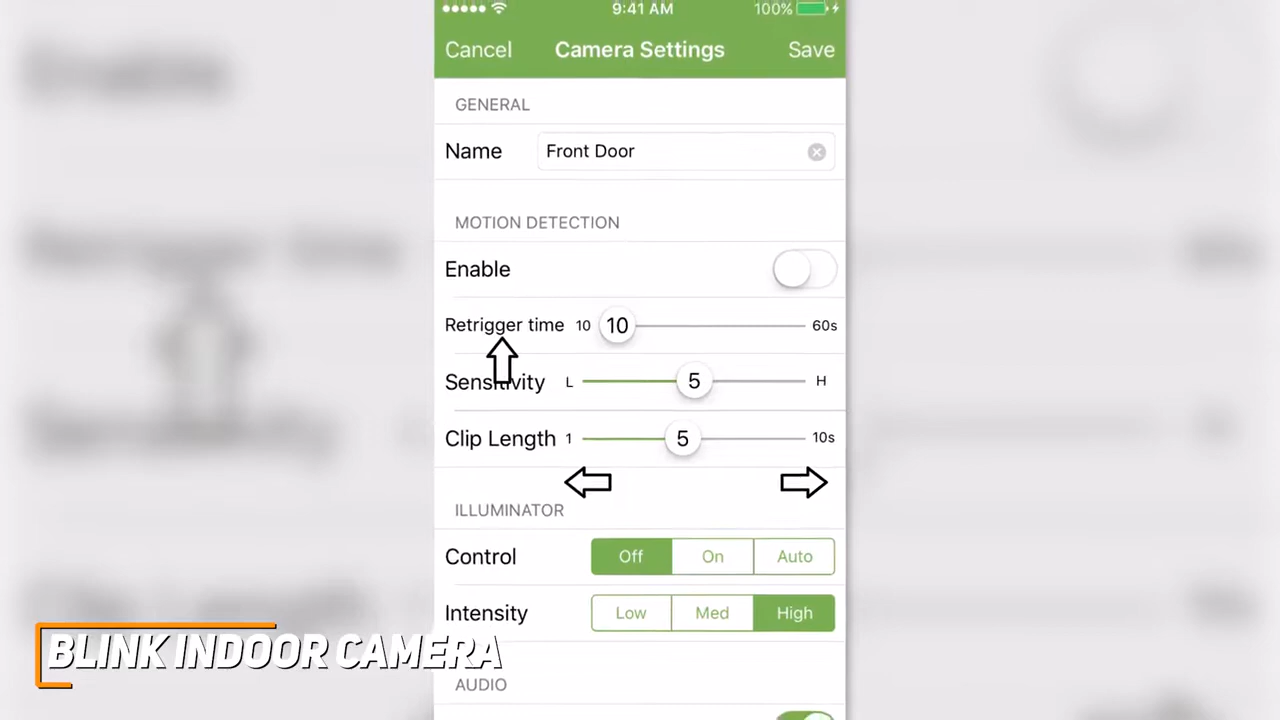 9:41 AM 100%
Cancel Camera Settings Save
GENERAL
Name Front Door
MOTION DETECTION
Enable
Retrigger time 10 10 60s
Sensitivity L 5 H
Clip Length 1 5 10s
ILLUMINATOR
Control Off On Auto
Intensity Low Med High
AUDIO
BLINK INDOOR CAMERA